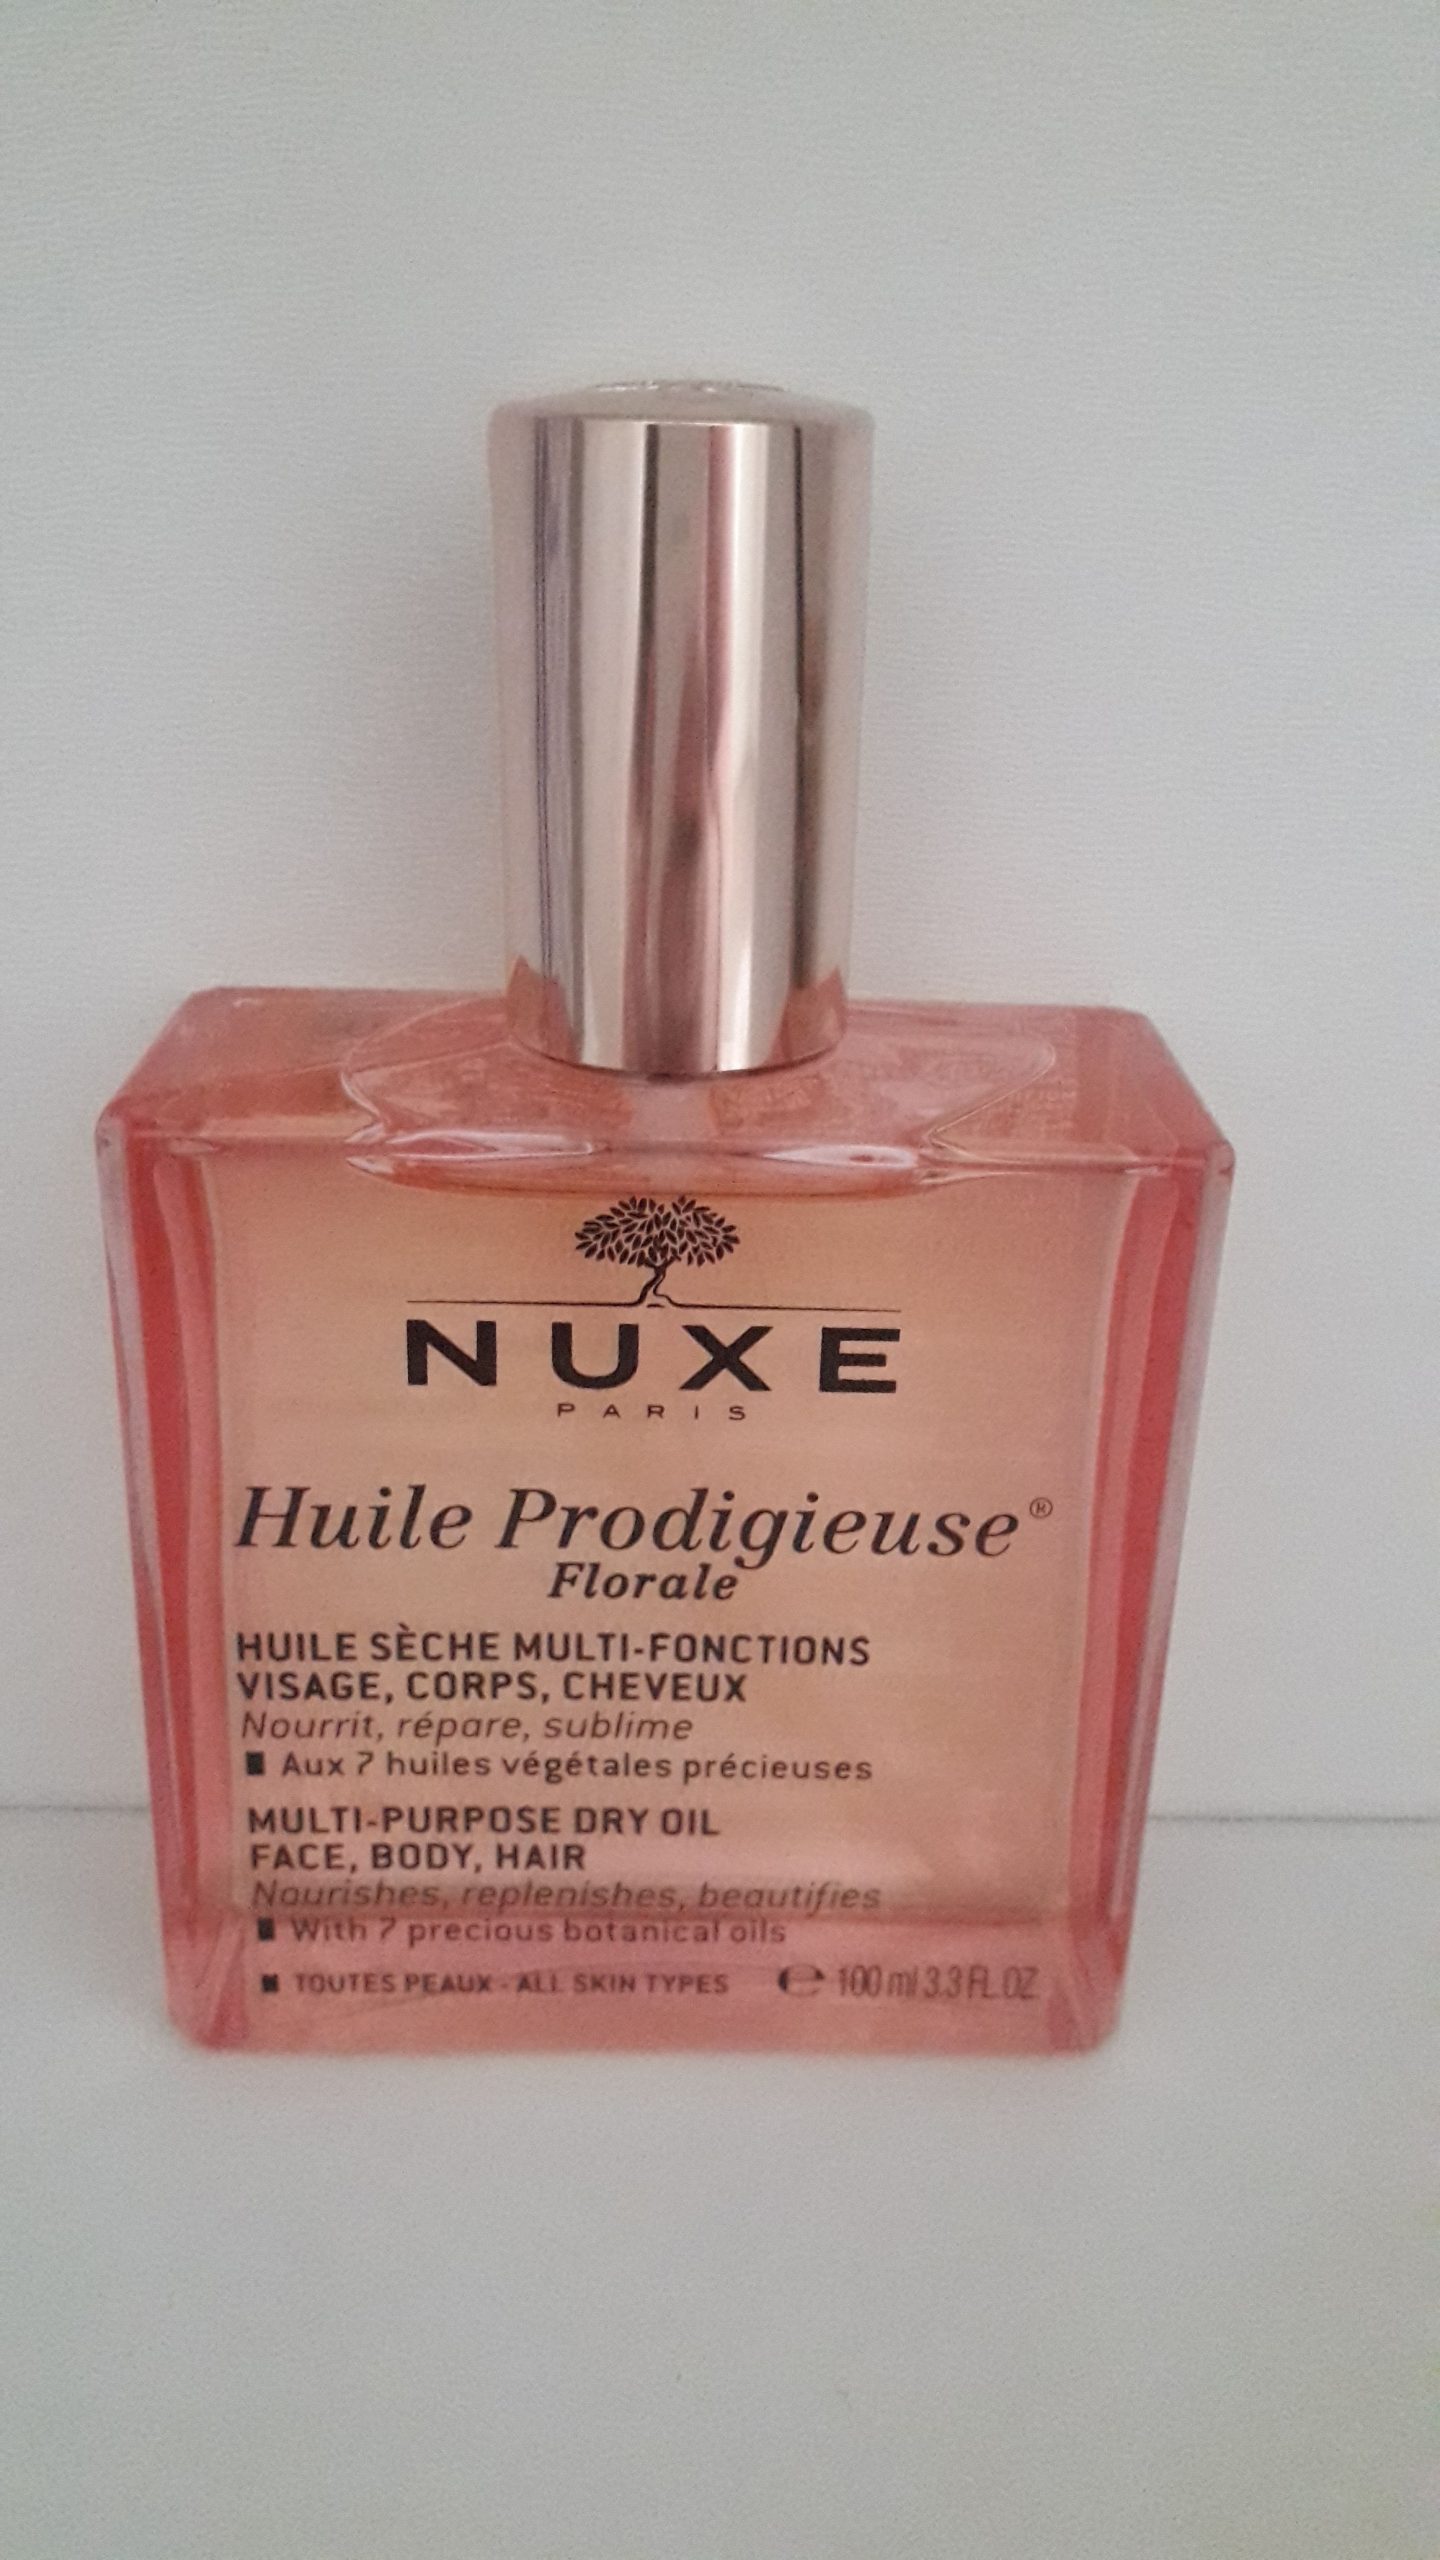 NUXE
PARIS
Huile Prodigieuse®
Florale
HUILE SÈCHE MULTI-FONCTIONS
VISAGE, CORPS, CHEVEUX
Nourrit, répare, sublime
■ Aux 7 huiles végétales précieuses
MULTI-PURPOSE DRY OIL
FACE, BODY, HAIR
Nourishes, replenishes, beautifies
■ With 7 precious botanical oils
■ TOUTES PEAUX - ALL SKIN TYPES ℮ 100 ml/3.3 FL. OZ